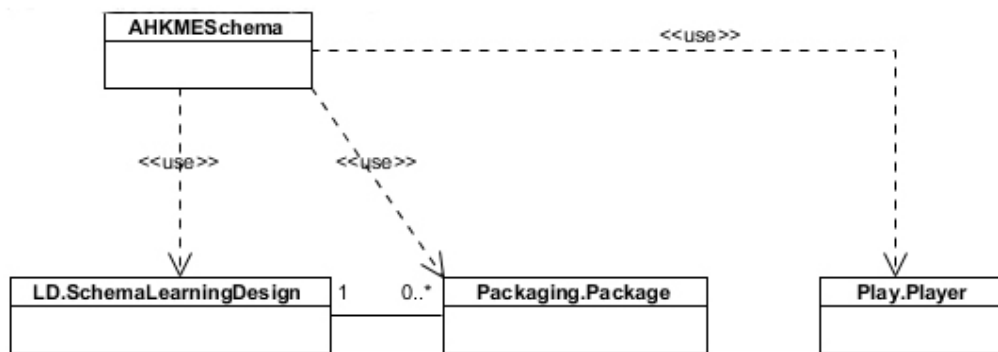 AHKMESchema
<<use>>
<<use>>
<<use>>
LD.SchemaLearningDesign
1
0..*
Packaging.Package
Play.Player